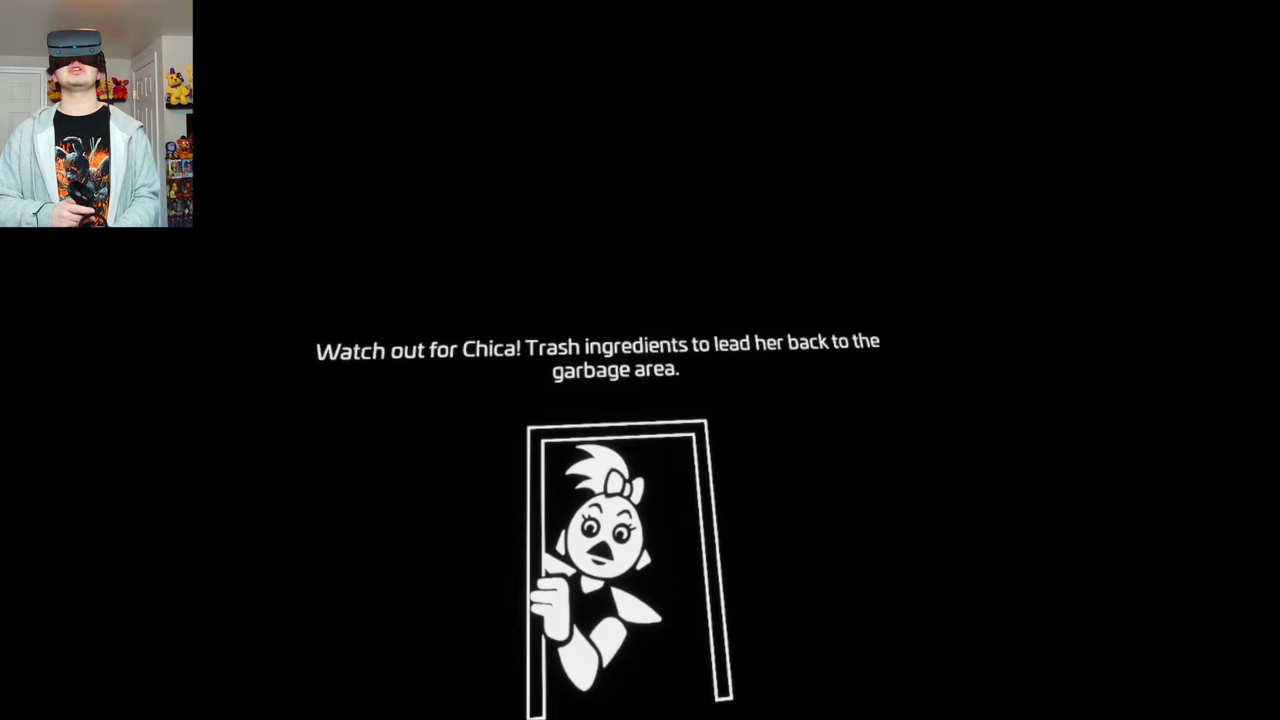 Watch out for Chica! Trash ingredients to lead her back to the
garbage area.